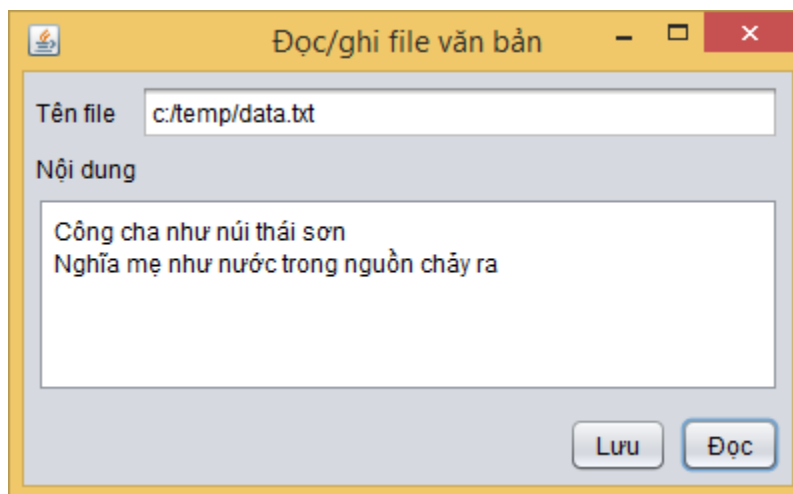 Đọc/ghi file văn bản
Tên file c:/temp/data.txt
Nội dung
Công cha như núi thái sơn
Nghĩa mẹ như nước trong nguồn chảy ra
Lưu Đọc